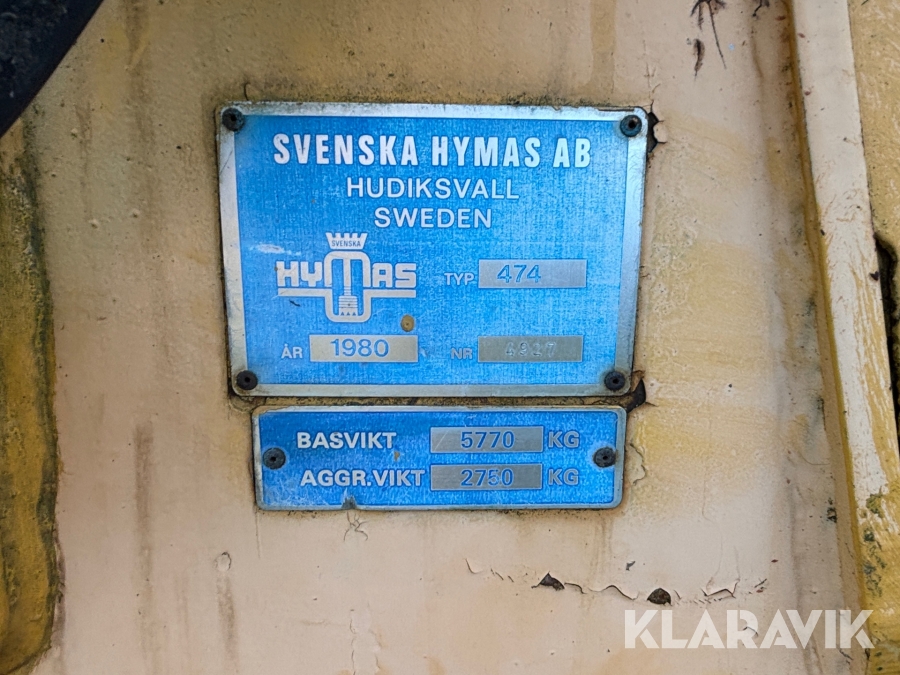 SVENSKA HYMAS AB
HUDIKSVALL
SWEDEN
SVENSKA
HYMAS
TYP 474
ÅR 1980 NR
BASVIKT 5770 KG
AGGR.VIKT 2750 KG
KLARAVIK